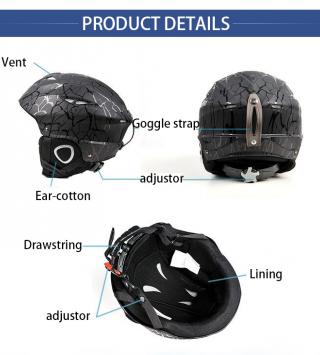 PRODUCT DETAILS
Vent
Goggle strap
adjustor
Ear-cotton
Drawstring
Lining
adjustor